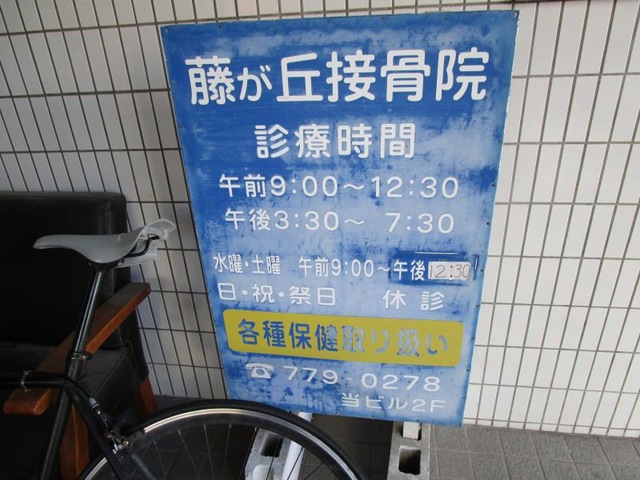 藤が丘接骨院
診療時間
午前9:00〜12:30
午後3:30〜 7:30
水曜・土曜 午前9:00〜午後12:30
日・祝・祭日 休診
各種保健取り扱い
☎ 779-0278
当ビル2F